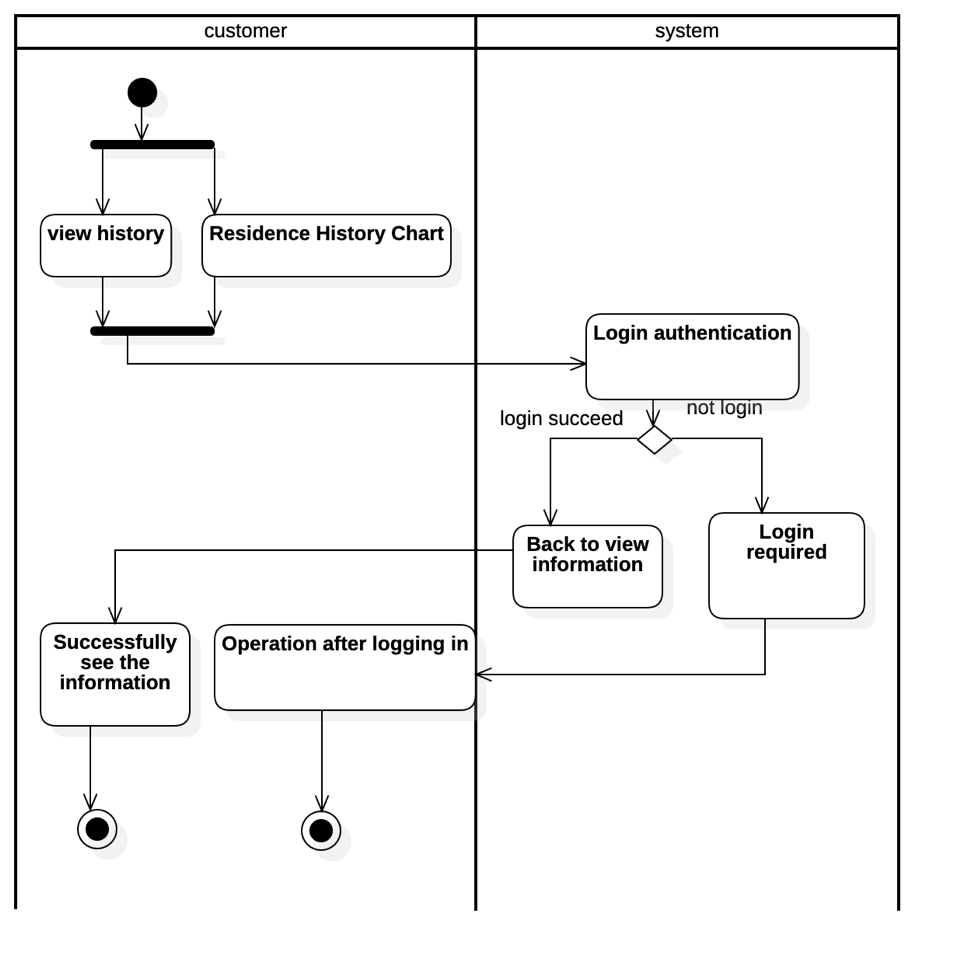 customer
system
view history
Residence History Chart
Login authentication
not login
login succeed
Login
required
Back to view
information
Successfully
see the
information
Operation after logging in